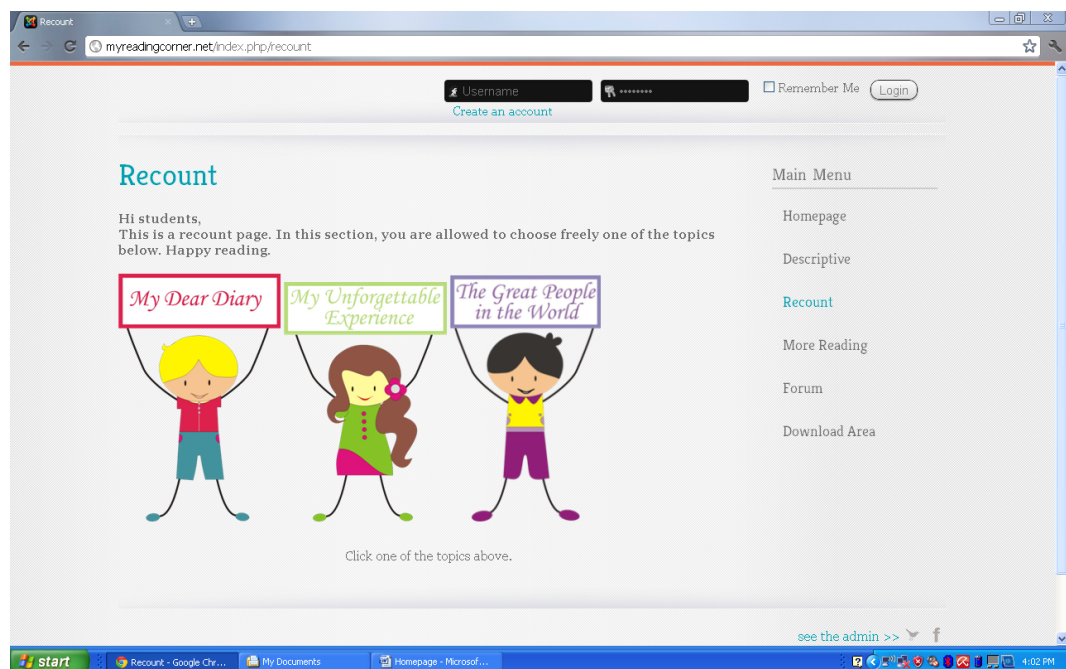 Recount
myreadingcorner.net/index.php/recount
Username
Remember Me
Login
Create an account
Recount
Hi students,
This is a recount page. In this section, you are allowed to choose freely one of the topics
below. Happy reading.
My Dear Diary
My Unforgettable
Experience
The Great People
in the World
Click one of the topics above.
Main Menu
Homepage
Descriptive
Recount
More Reading
Forum
Download Area
see the admin >>
start
Recount - Google Chr...
My Documents
Homepage - Microsof...
4:02 PM